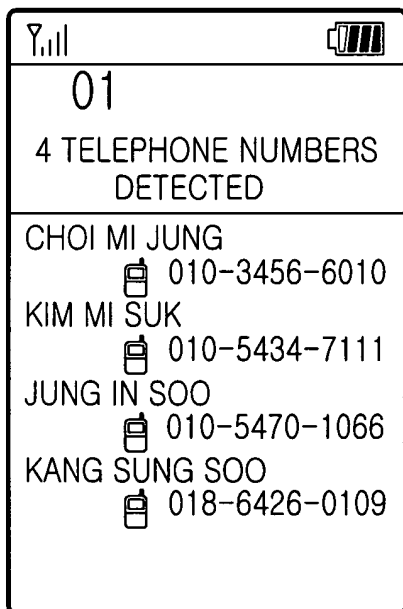 01
4 TELEPHONE NUMBERS
DETECTED
CHOI MI JUNG
010-3456-6010
KIM MI SUK
010-5434-7111
JUNG IN SOO
010-5470-1066
KANG SUNG SOO
018-6426-0109